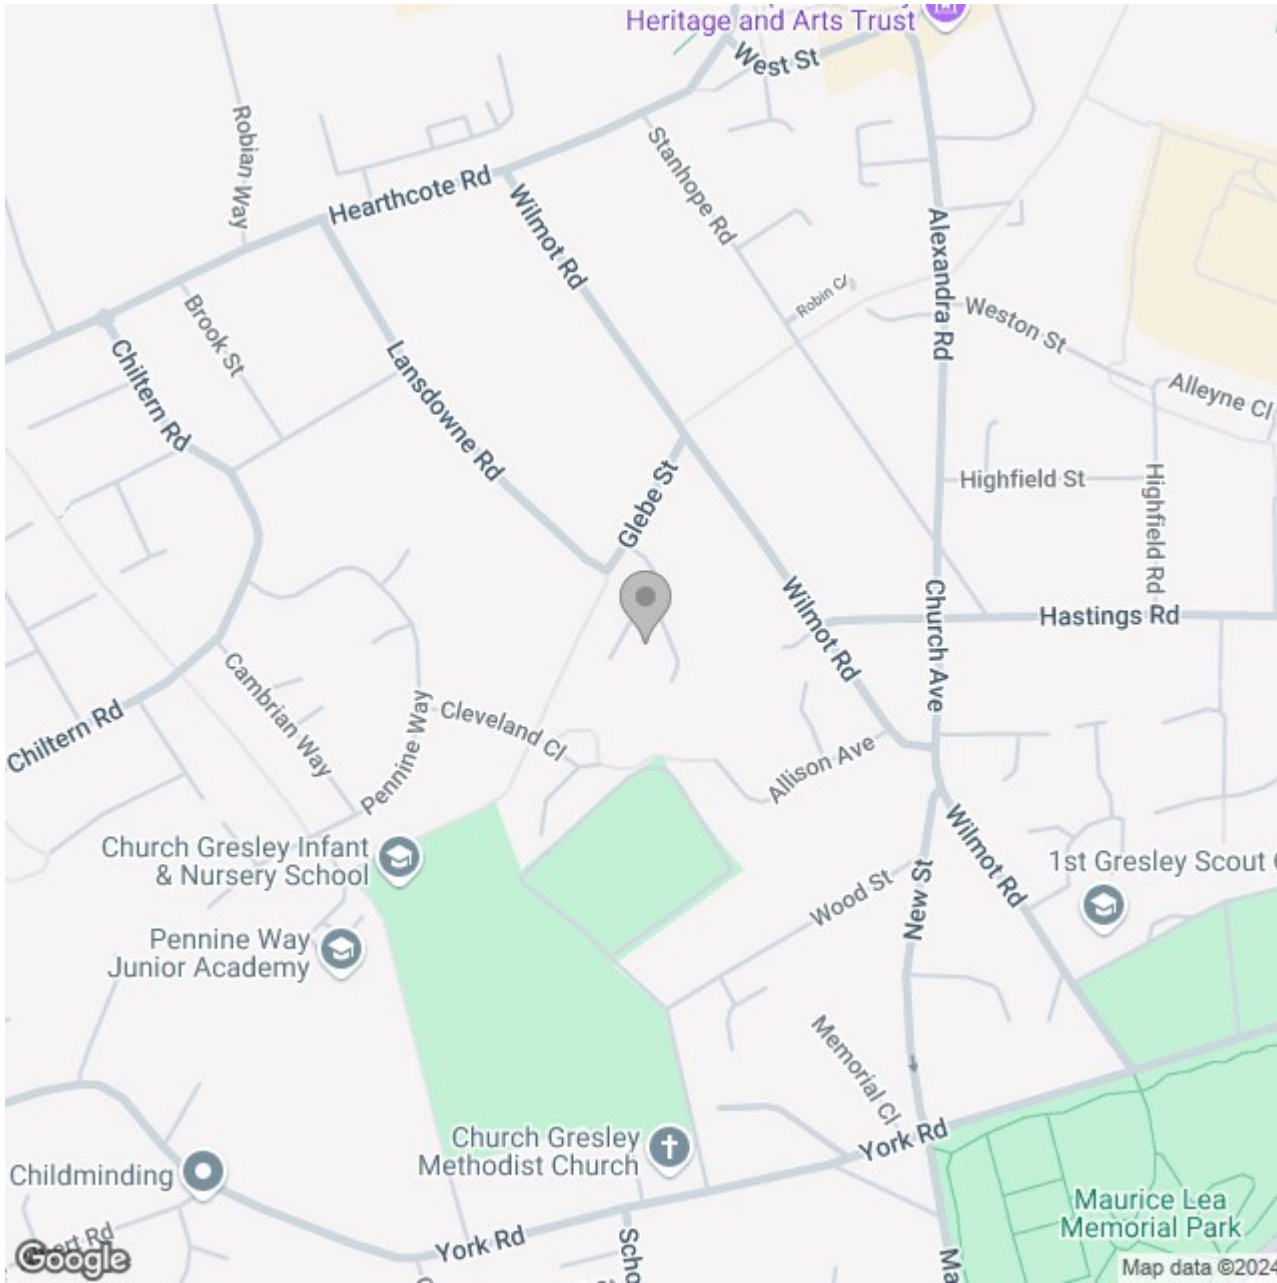 Heritage and Arts Trust
West St
Robian Way
Stanhope Rd
Hearthcote Rd
Wilmot Rd
Alexandra Rd
Robin Cl
Weston St
Brook St
Chiltern Rd
Lansdowne Rd
Alleyne Cl
Glebe St
Highfield St
Highfield Rd
Wilmot Rd
Church Ave
Hastings Rd
Cambrian Way
Chiltern Rd
Pennine Way
Cleveland Cl
Allison Ave
Church Gresley Infant
& Nursery School
Wilmot Rd
1st Gresley Scout
Wood St
New St
Pennine Way
Junior Academy
Memorial Cl
Church Gresley
Methodist Church
York Rd
Childminding
Maurice Lea
Memorial Park
York Rd
Scho
Ma
Rd
Google
Map data ©2024